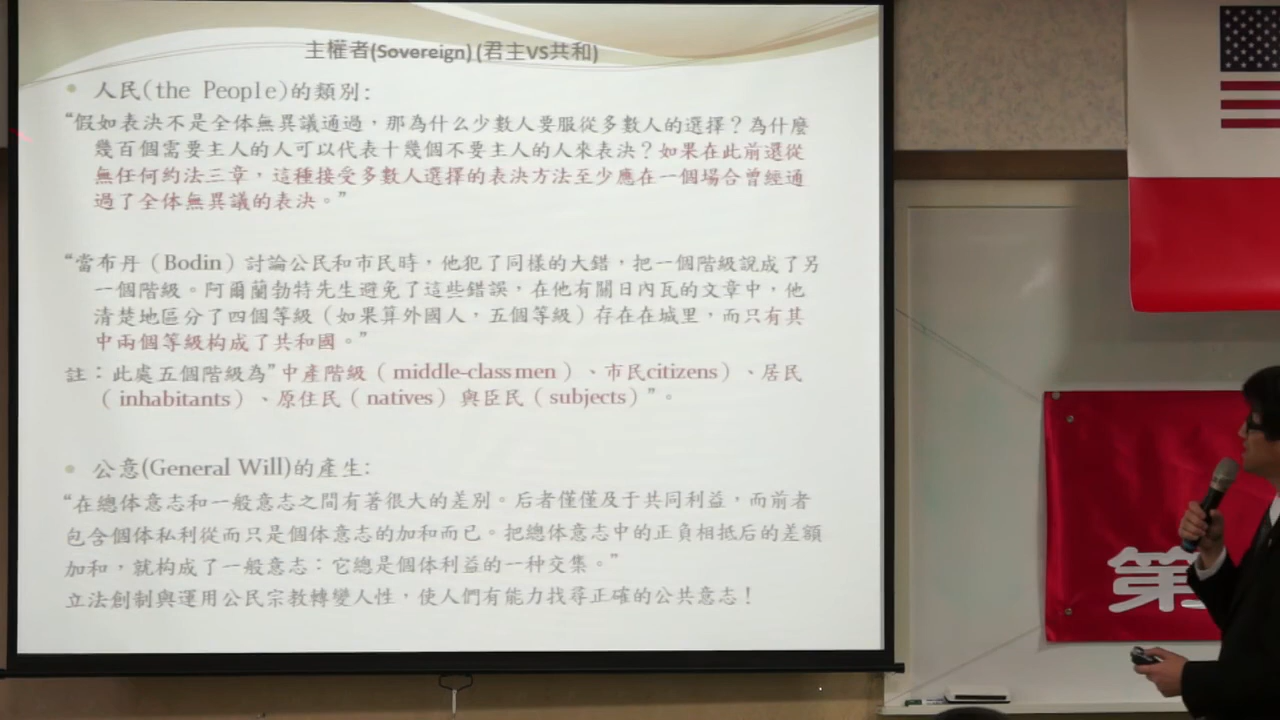 主權者(Sovereign)(君主VS共和)
• 人民(the People)的類別:
“假如表決不是全体無異議通過，那為什么少數人要服從多數人的選擇？為什麼
幾百個需要主人的人可以代表十幾個不要主人的人來表決？如果在此前選從
無任何約法三章，這種接受多數人選擇的表決方法至少應在一個場合曾經通
過了全体無異議的表決。”
“當布丹（Bodin）討論公民和市民時，他犯了同樣的大錯，把一個階級說成了另
一個階級。阿爾蘭勃特先生避免了這些錯誤，在他有關日內瓦的文章中，他
清楚地區分了四個等級（如果算外國人，五個等級）存在在城里，而只有其
中兩個等級构成了共和國。”
註：此處五個階級為”中產階級（middle-class men）、市民citizens）、居民
（inhabitants）、原住民（natives）與臣民（subjects）”。
• 公意(General Will)的產生:
“在總体意志和一般意志之間有著很大的差別。后者僅僅及于共同利益，而前者
包含個体私利從而只是個体意志的加和而已。把總体意志中的正負相抵后的差額
加和，就构成了一般意志：它總是個体利益的一种交集。”
立法創制與運用公民宗教轉變人性，使人們有能力找尋正確的公共意志！
第